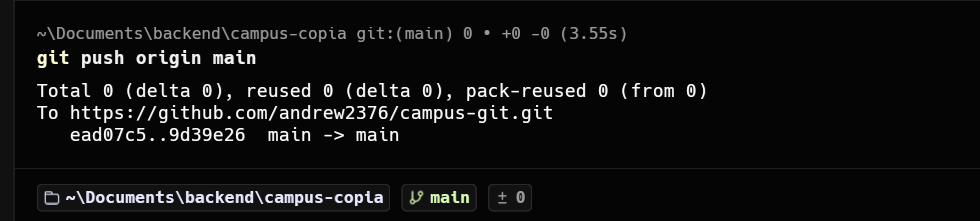 ~\Documents\backend\campus-copia git:(main) 0 • +0 -0 (3.55s)
git push origin main
Total 0 (delta 0), reused 0 (delta 0), pack-reused 0 (from 0)
To https://github.com/andrew2376/campus-git.git
   ead07c5..9d39e26  main -> main
~\Documents\backend\campus-copia main ± 0